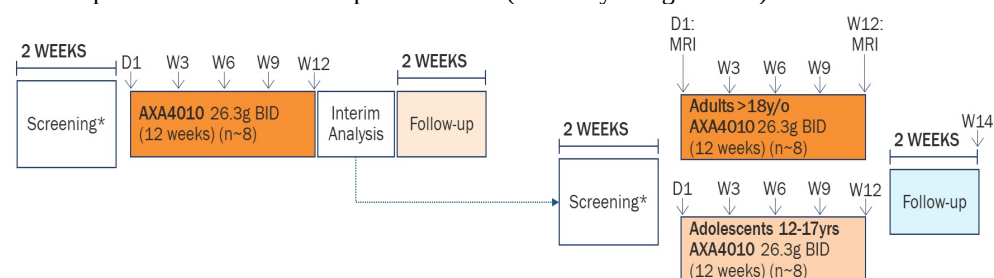 2 WEEKS
D1
W3
W6
W9
W12
2 WEEKS
Screening*
AXA4010 26.3g BID
(12 weeks) (n~8)
Interim
Analysis
Follow-up
D1:
MRI
W3
W6
W9
W12:
MRI
2 WEEKS
Screening*
Adults >18y/o
AXA4010 26.3g BID
(12 weeks) (n~8)
D1
W3
W6
W9
W12
Adolescents 12-17yrs
AXA4010 26.3g BID
(12 weeks) (n~8)
2 WEEKS
W14
Follow-up